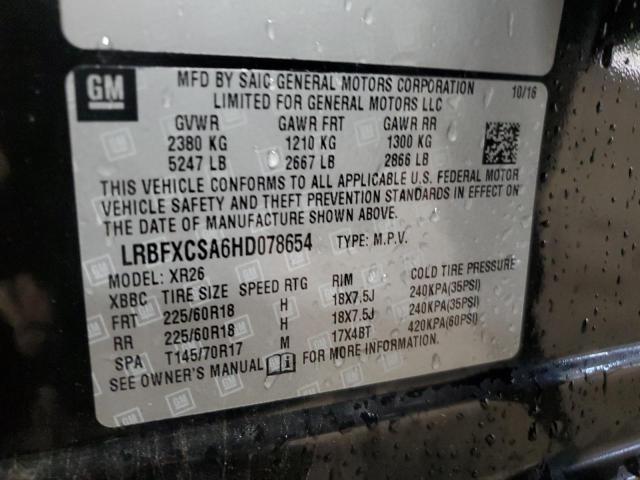 GM
MFD BY SAIC GENERAL MOTORS CORPORATION
LIMITED FOR GENERAL MOTORS LLC
10/16
GVWR GAWR FRT GAWR RR
2380 KG 1210 KG 1300 KG
5247 LB 2667 LB 2866 LB
THIS VEHICLE CONFORMS TO ALL APPLICABLE U.S. FEDERAL MOTOR
VEHICLE SAFETY AND THEFT PREVENTION STANDARDS IN EFFECT ON
THE DATE OF MANUFACTURE SHOWN ABOVE.
LRBFXCSA6HD078654 TYPE: M.P.V.
MODEL: XR26
XBBC TIRE SIZE SPEED RTG RIM COLD TIRE PRESSURE
FRT 225/60R18 H 18X7.5J 240KPA(35PSI)
RR 225/60R18 H 18X7.5J 240KPA(35PSI)
SPA T145/70R17 M 17X4BT 420KPA(60PSI)
SEE OWNER'S MANUAL FOR MORE INFORMATION.